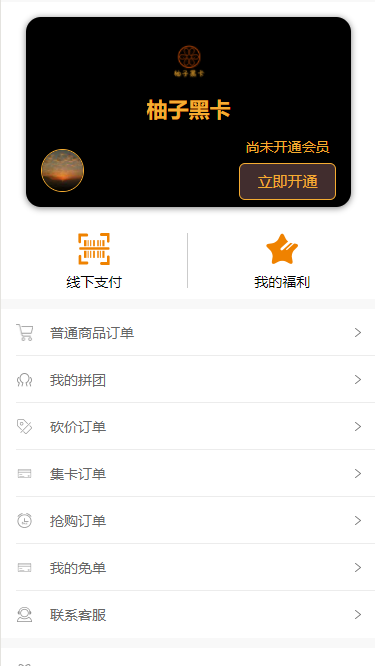 柚子黑卡
柚子黑卡
尚未开通会员
立即开通
线下支付
我的福利
普通商品订单
我的拼团
砍价订单
集卡订单
抢购订单
我的免单
联系客服